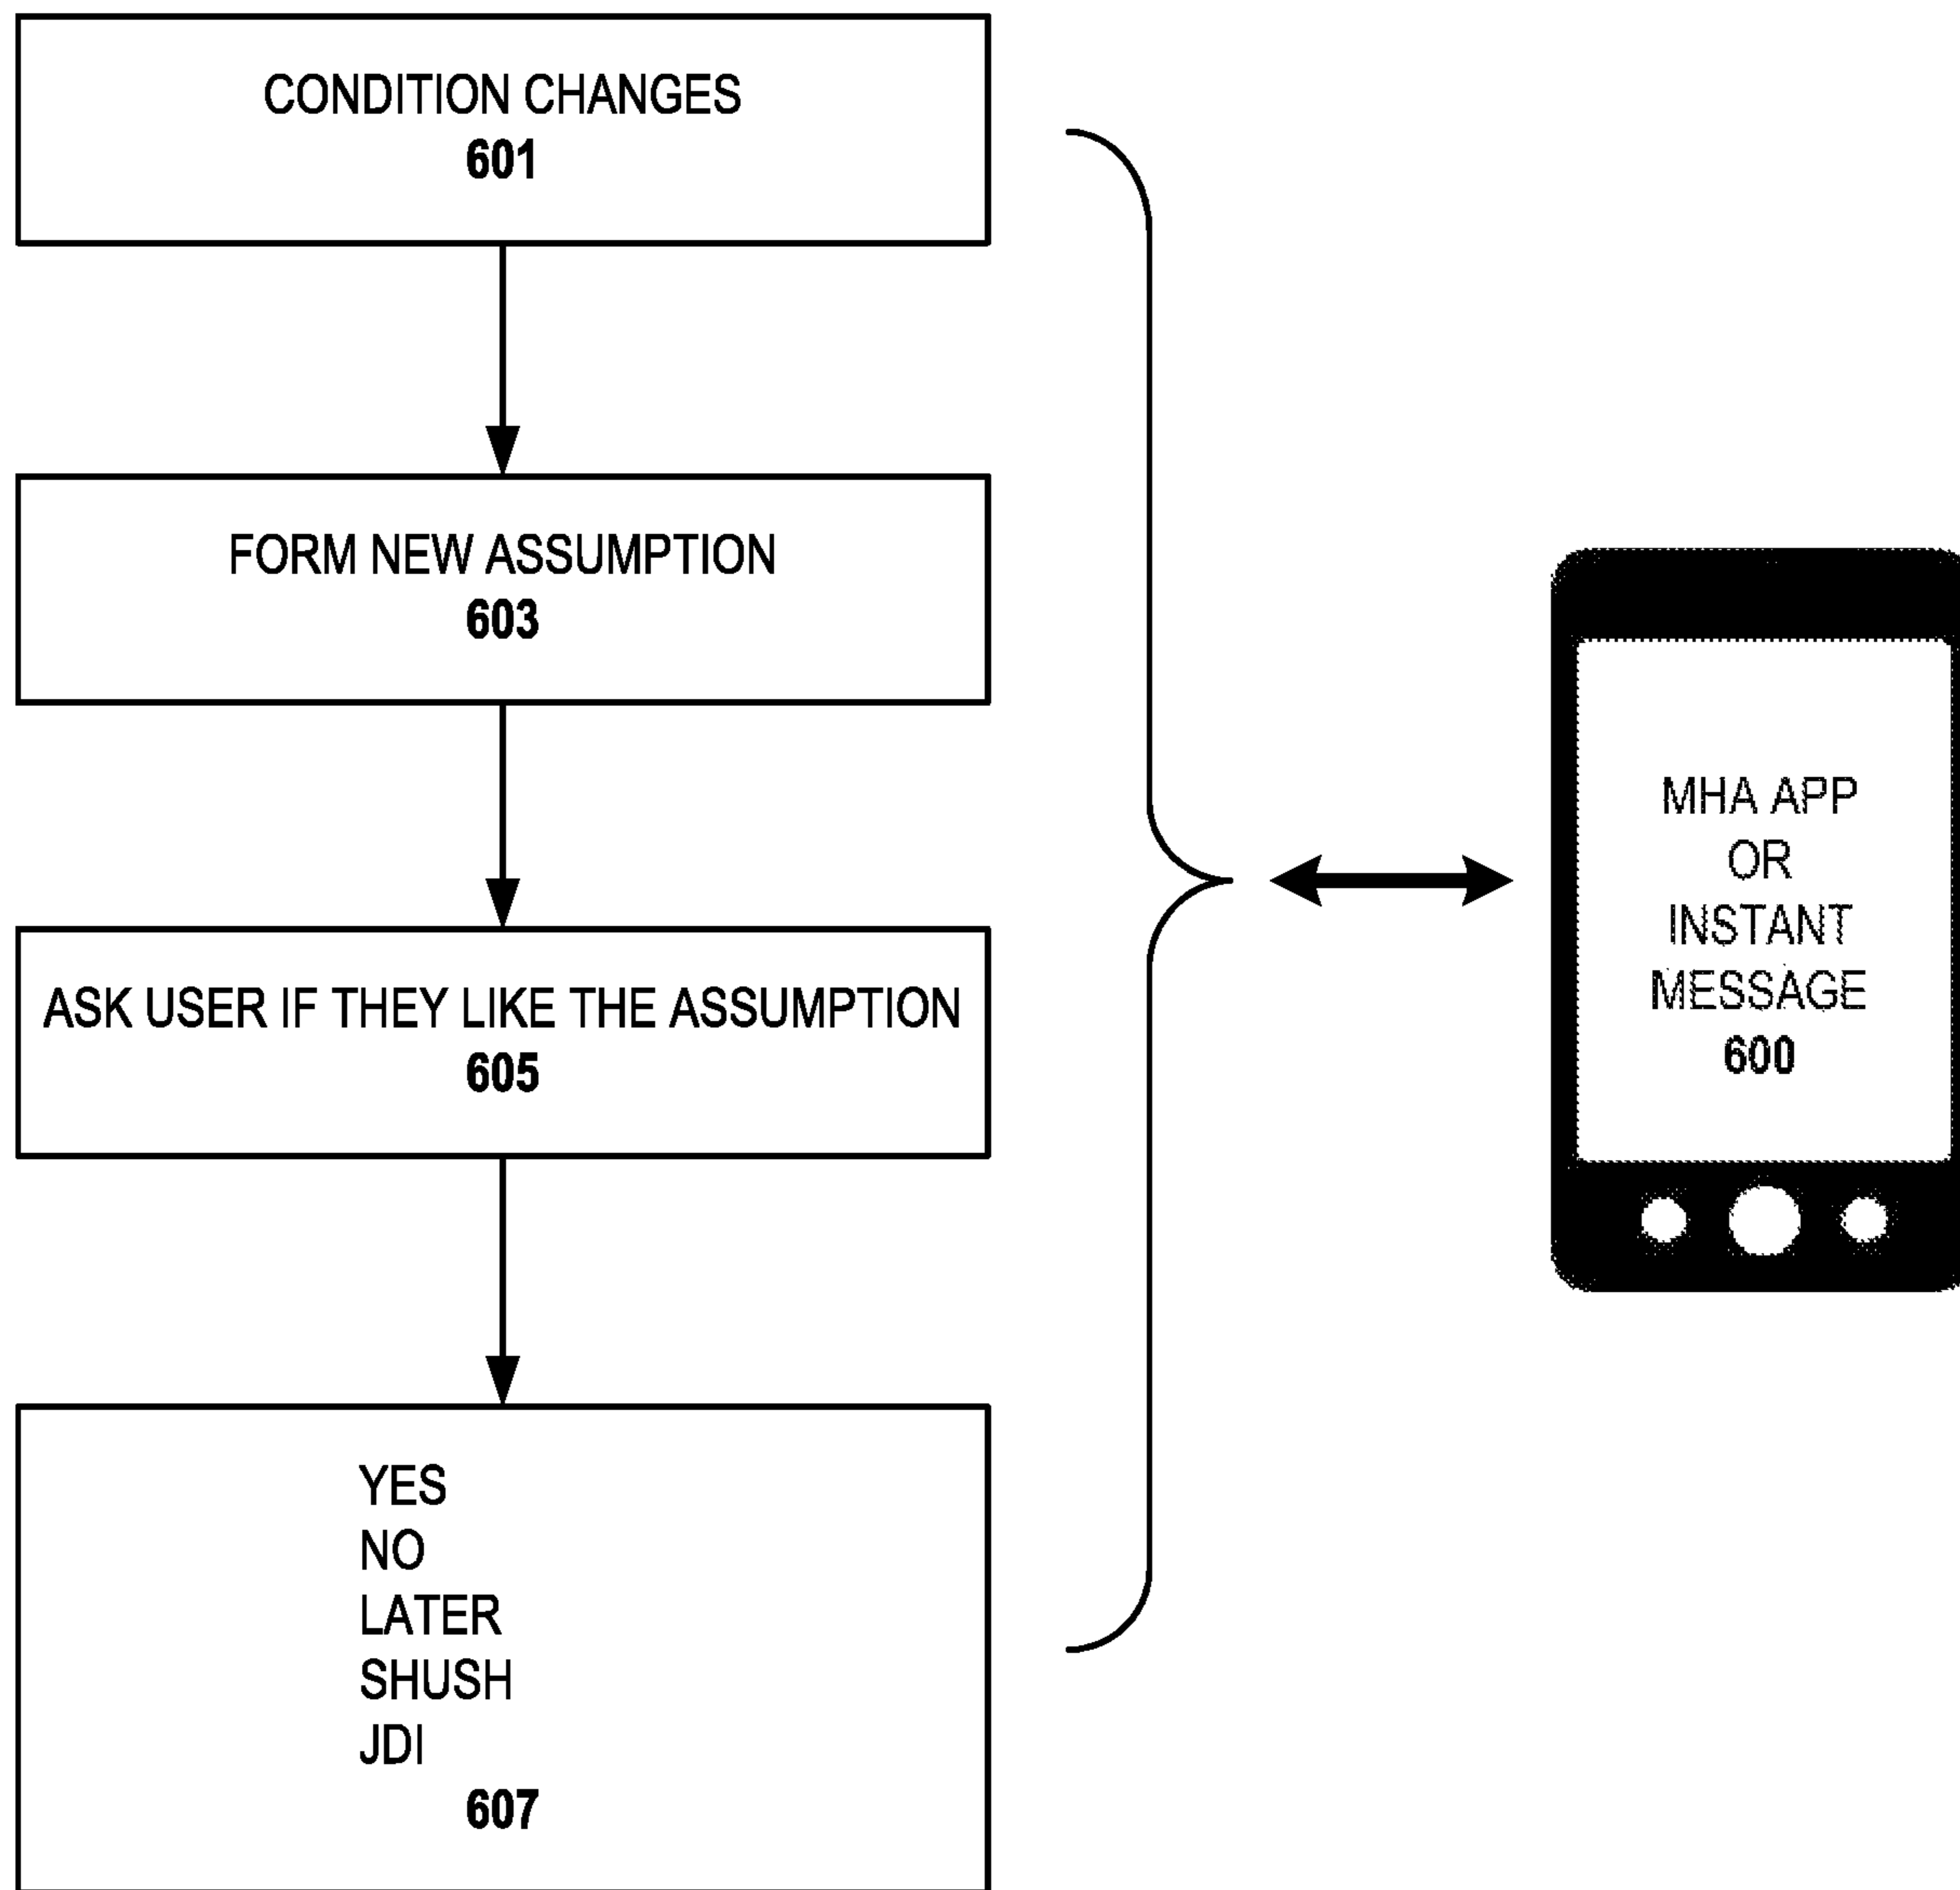 CONDITION CHANGES
601
FORM NEW ASSUMPTION
603
ASK USER IF THEY LIKE THE ASSUMPTION
605
YES
NO
LATER
SHUSH
JDI
607
MHA APP
OR
INSTANT
MESSAGE
600